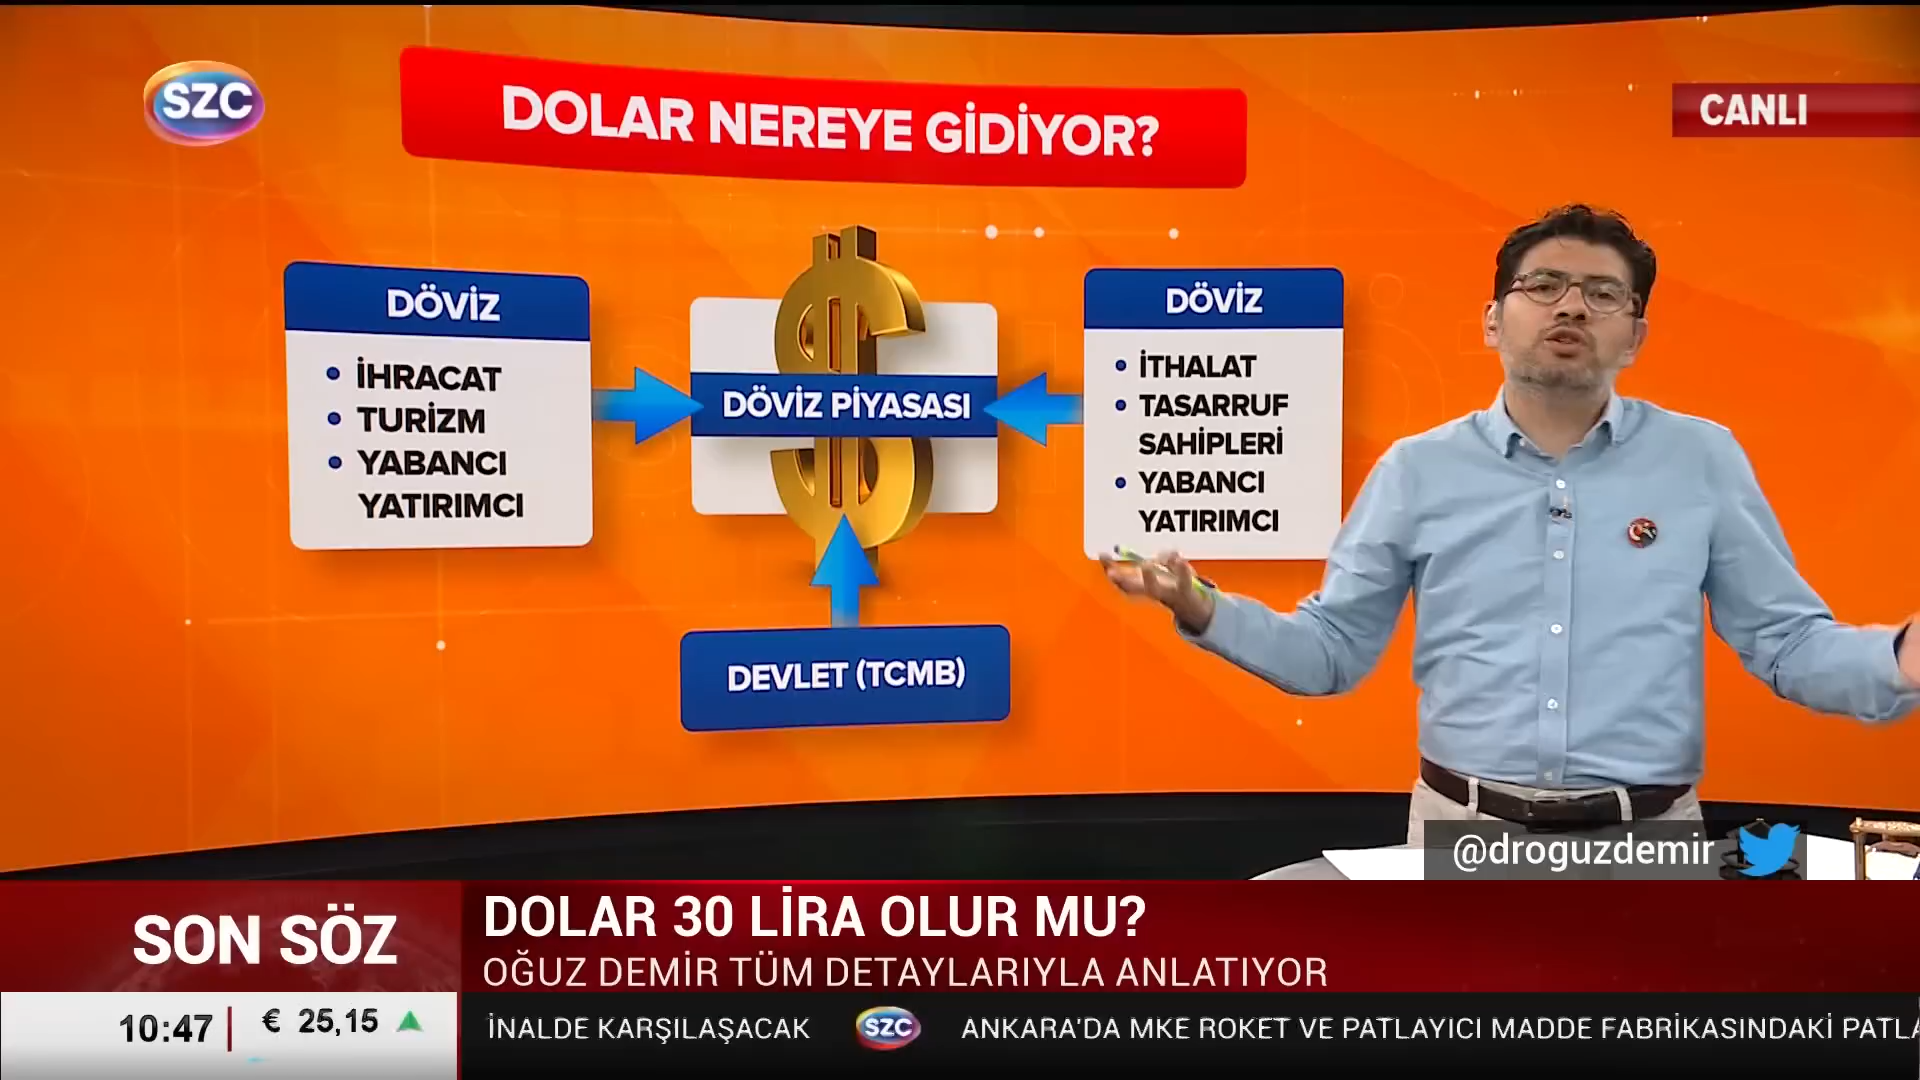 SZC
DOLAR NEREYE GİDİYOR?
CANLI
DÖVİZ
• İHRACAT
• TURİZM
• YABANCI
YATIRIMCI
DÖVİZ PİYASASI
DÖVİZ
• İTHALAT
• TASARRUF
SAHİPLERİ
• YABANCI
YATIRIMCI
DEVLET (TCMB)
@droguzdemir
SON SÖZ
DOLAR 30 LİRA OLUR MU?
OĞUZ DEMİR TÜM DETAYLARIYLA ANLATIYOR
10:47
€ 25,15
İNALDE KARŞILAŞACAK SZC ANKARA'DA MKE ROKET VE PATLAYICI MADDE FABRİKASINDAKİ PATLA